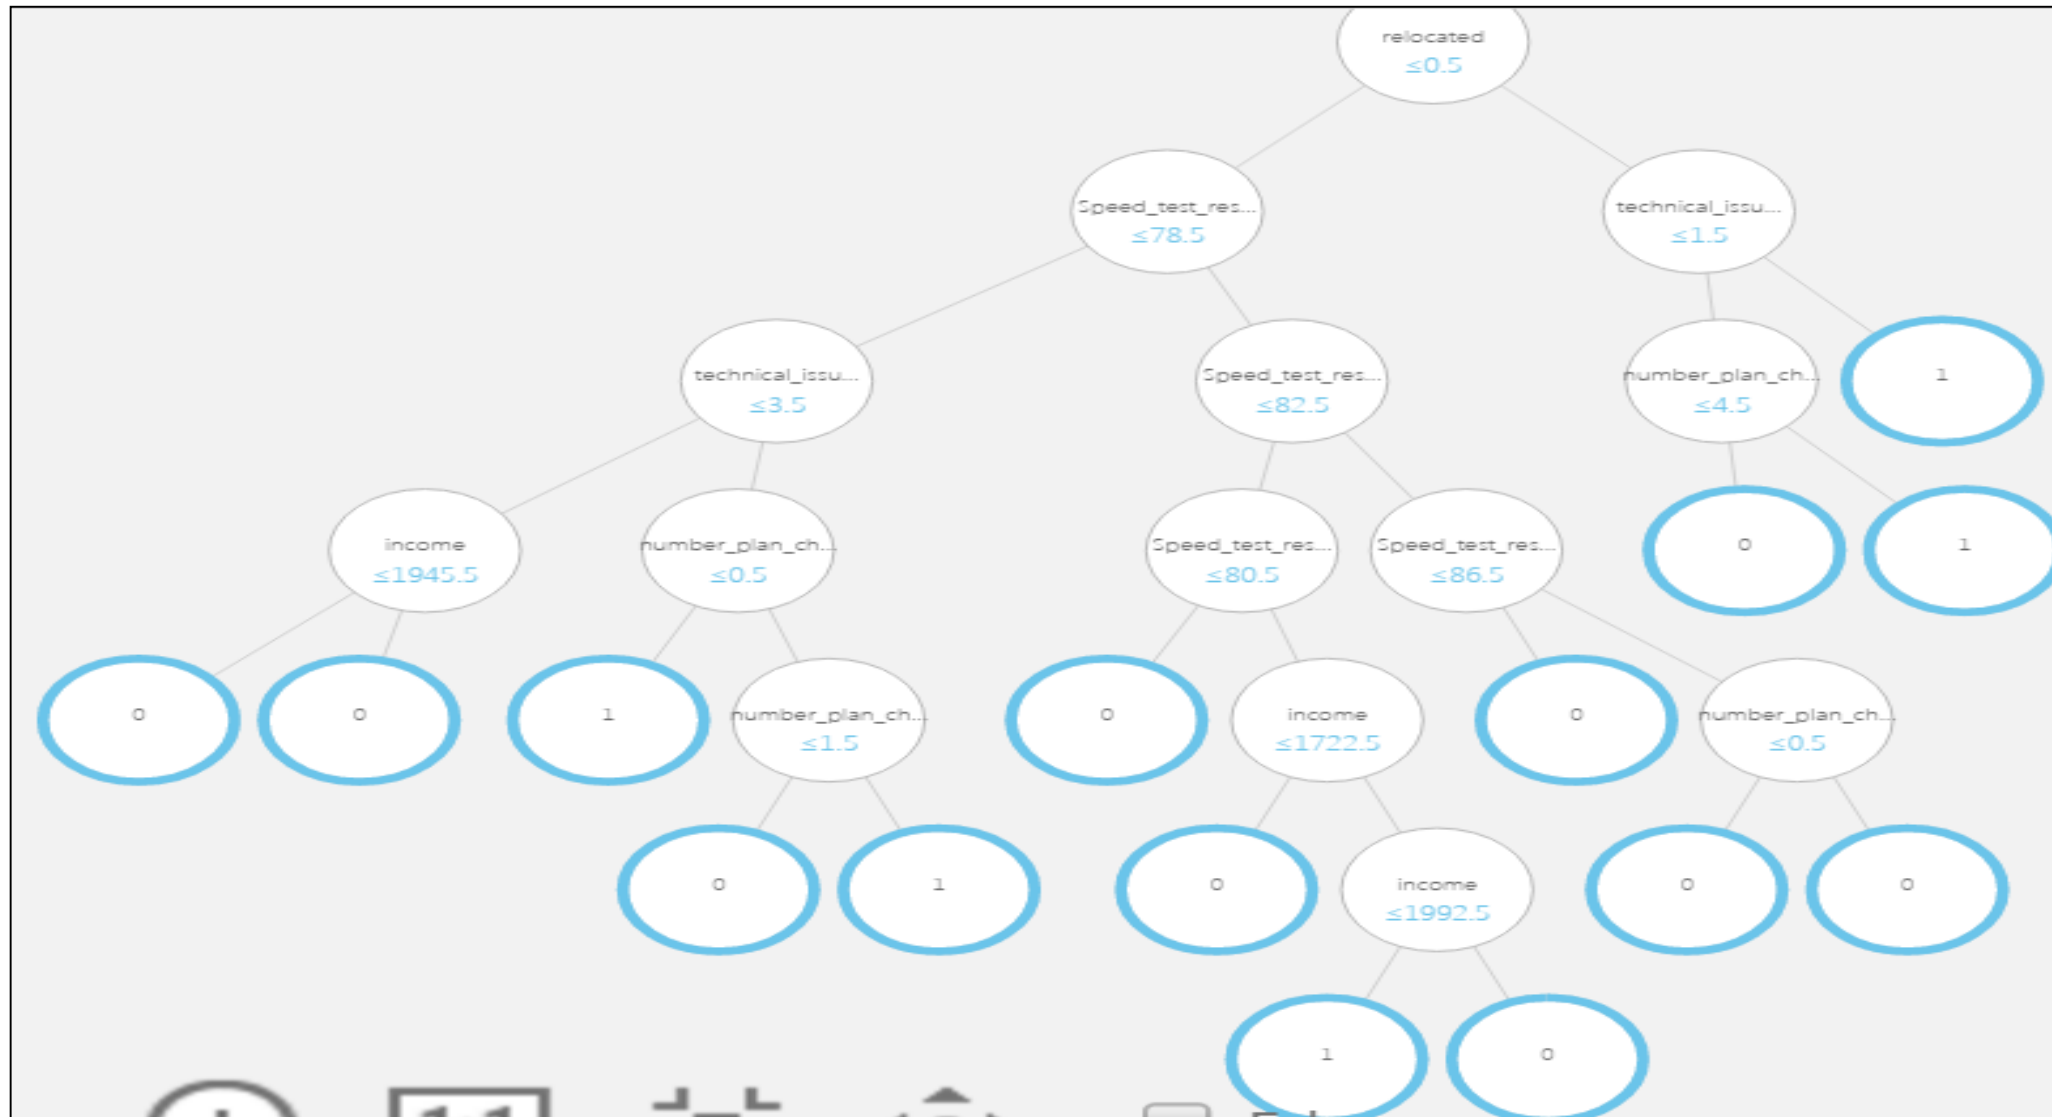 relocated
≤0.5
Speed_test_res...
≤78.5
technical_issu...
≤1.5
technical_issu...
≤3.5
Speed_test_res...
≤82.5
number_plan_ch...
≤4.5
1
income
≤1945.5
number_plan_ch...
≤0.5
Speed_test_res...
≤80.5
Speed_test_res...
≤86.5
0
1
0
0
1
number_plan_ch...
≤1.5
0
income
≤1722.5
0
number_plan_ch...
≤0.5
0
1
0
income
≤1992.5
0
0
1
0